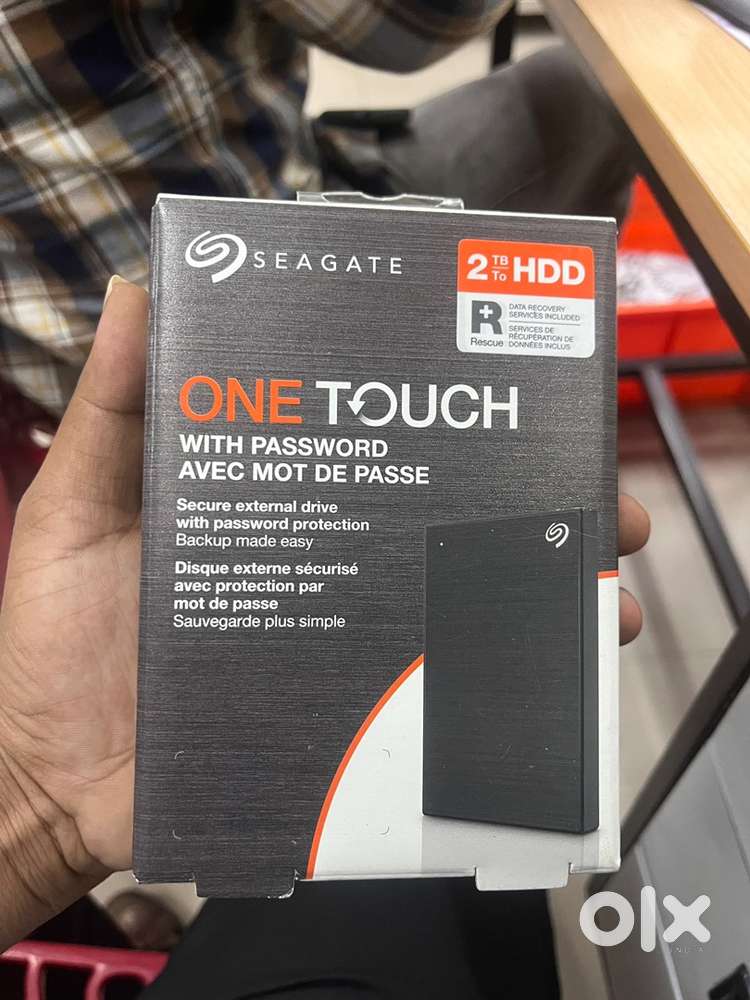 SEAGATE
2 TB To HDD
R+
Rescue
DATA RECOVERY
SERVICES INCLUDED
SERVICES DE
RÉCUPÉRATION DE
DONNÉES INCLUS
ONE TOUCH
WITH PASSWORD
AVEC MOT DE PASSE
Secure external drive
with password protection
Backup made easy
Disque externe sécurisé
avec protection par
mot de passe
Sauvegarde plus simple
olx
INDIA